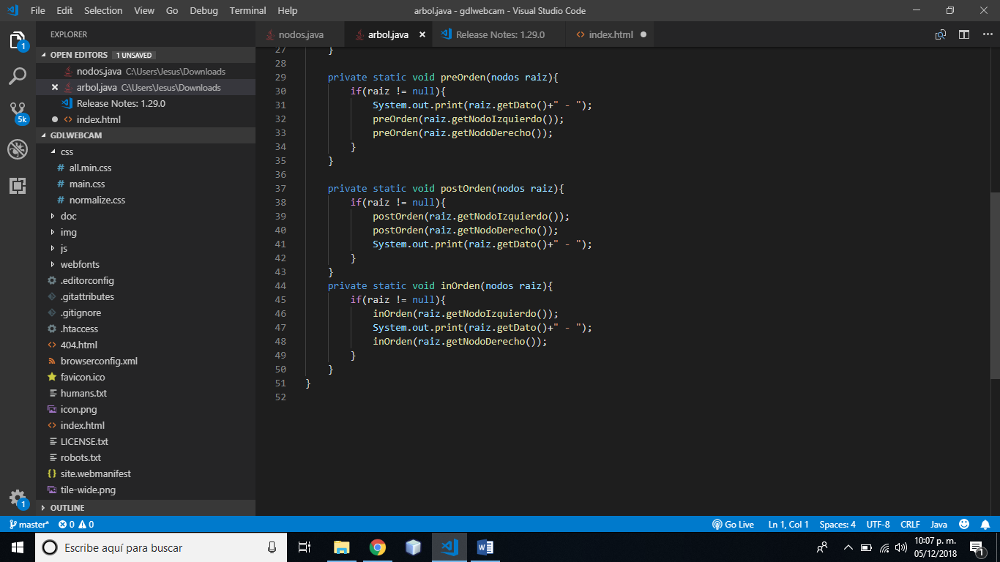 File Edit Selection View Go Debug Terminal Help
arbol.java - gdlwebcam - Visual Studio Code
EXPLORER
OPEN EDITORS 1 UNSAVED
nodos.java C:\Users\Jesus\Downloads
arbol.java C:\Users\Jesus\Downloads
Release Notes: 1.29.0
index.html
GDLWEBCAM
css
all.min.css
main.css
normalize.css
doc
img
js
webfonts
.editorconfig
.gitattributes
.gitignore
.htaccess
404.html
browserconfig.xml
favicon.ico
humans.txt
icon.png
index.html
LICENSE.txt
robots.txt
site.webmanifest
tile-wide.png
OUTLINE
1
5k
1
nodos.java arbol.java Release Notes: 1.29.0 index.html
27 }
28
29 private static void preOrden(nodos raiz){
30 if(raiz != null){
31 System.out.print(raiz.getDato()+" - ");
32 preOrden(raiz.getNodoIzquierdo());
33 preOrden(raiz.getNodoDerecho());
34 }
35 }
36
37 private static void postOrden(nodos raiz){
38 if(raiz != null){
39 postOrden(raiz.getNodoIzquierdo());
40 postOrden(raiz.getNodoDerecho());
41 System.out.print(raiz.getDato()+" - ");
42 }
43 }
44 private static void inOrden(nodos raiz){
45 if(raiz != null){
46 inOrden(raiz.getNodoIzquierdo());
47 System.out.print(raiz.getDato()+" - ");
48 inOrden(raiz.getNodoDerecho());
49 }
50 }
51 }
52
master* 0 0 Go Live Ln 1, Col 1 Spaces: 4 UTF-8 CRLF Java
Escribe aquí para buscar
10:07 p. m.
05/12/2018
1